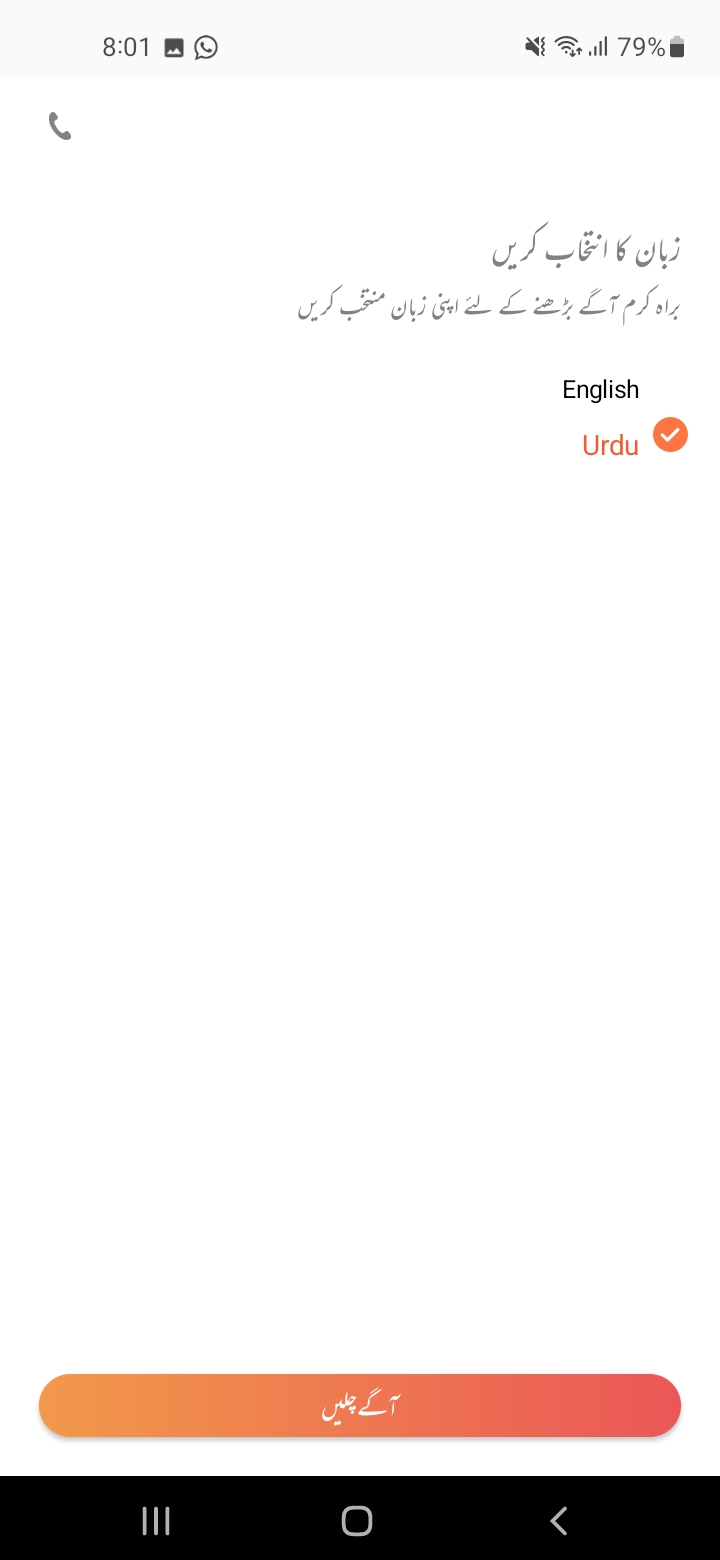 8:01
79%
زبان کا انتخاب کریں
براہ کرم آگے بڑھنے کے لئے اپنی زبان منتخب کریں
English
Urdu
آگے چلیں